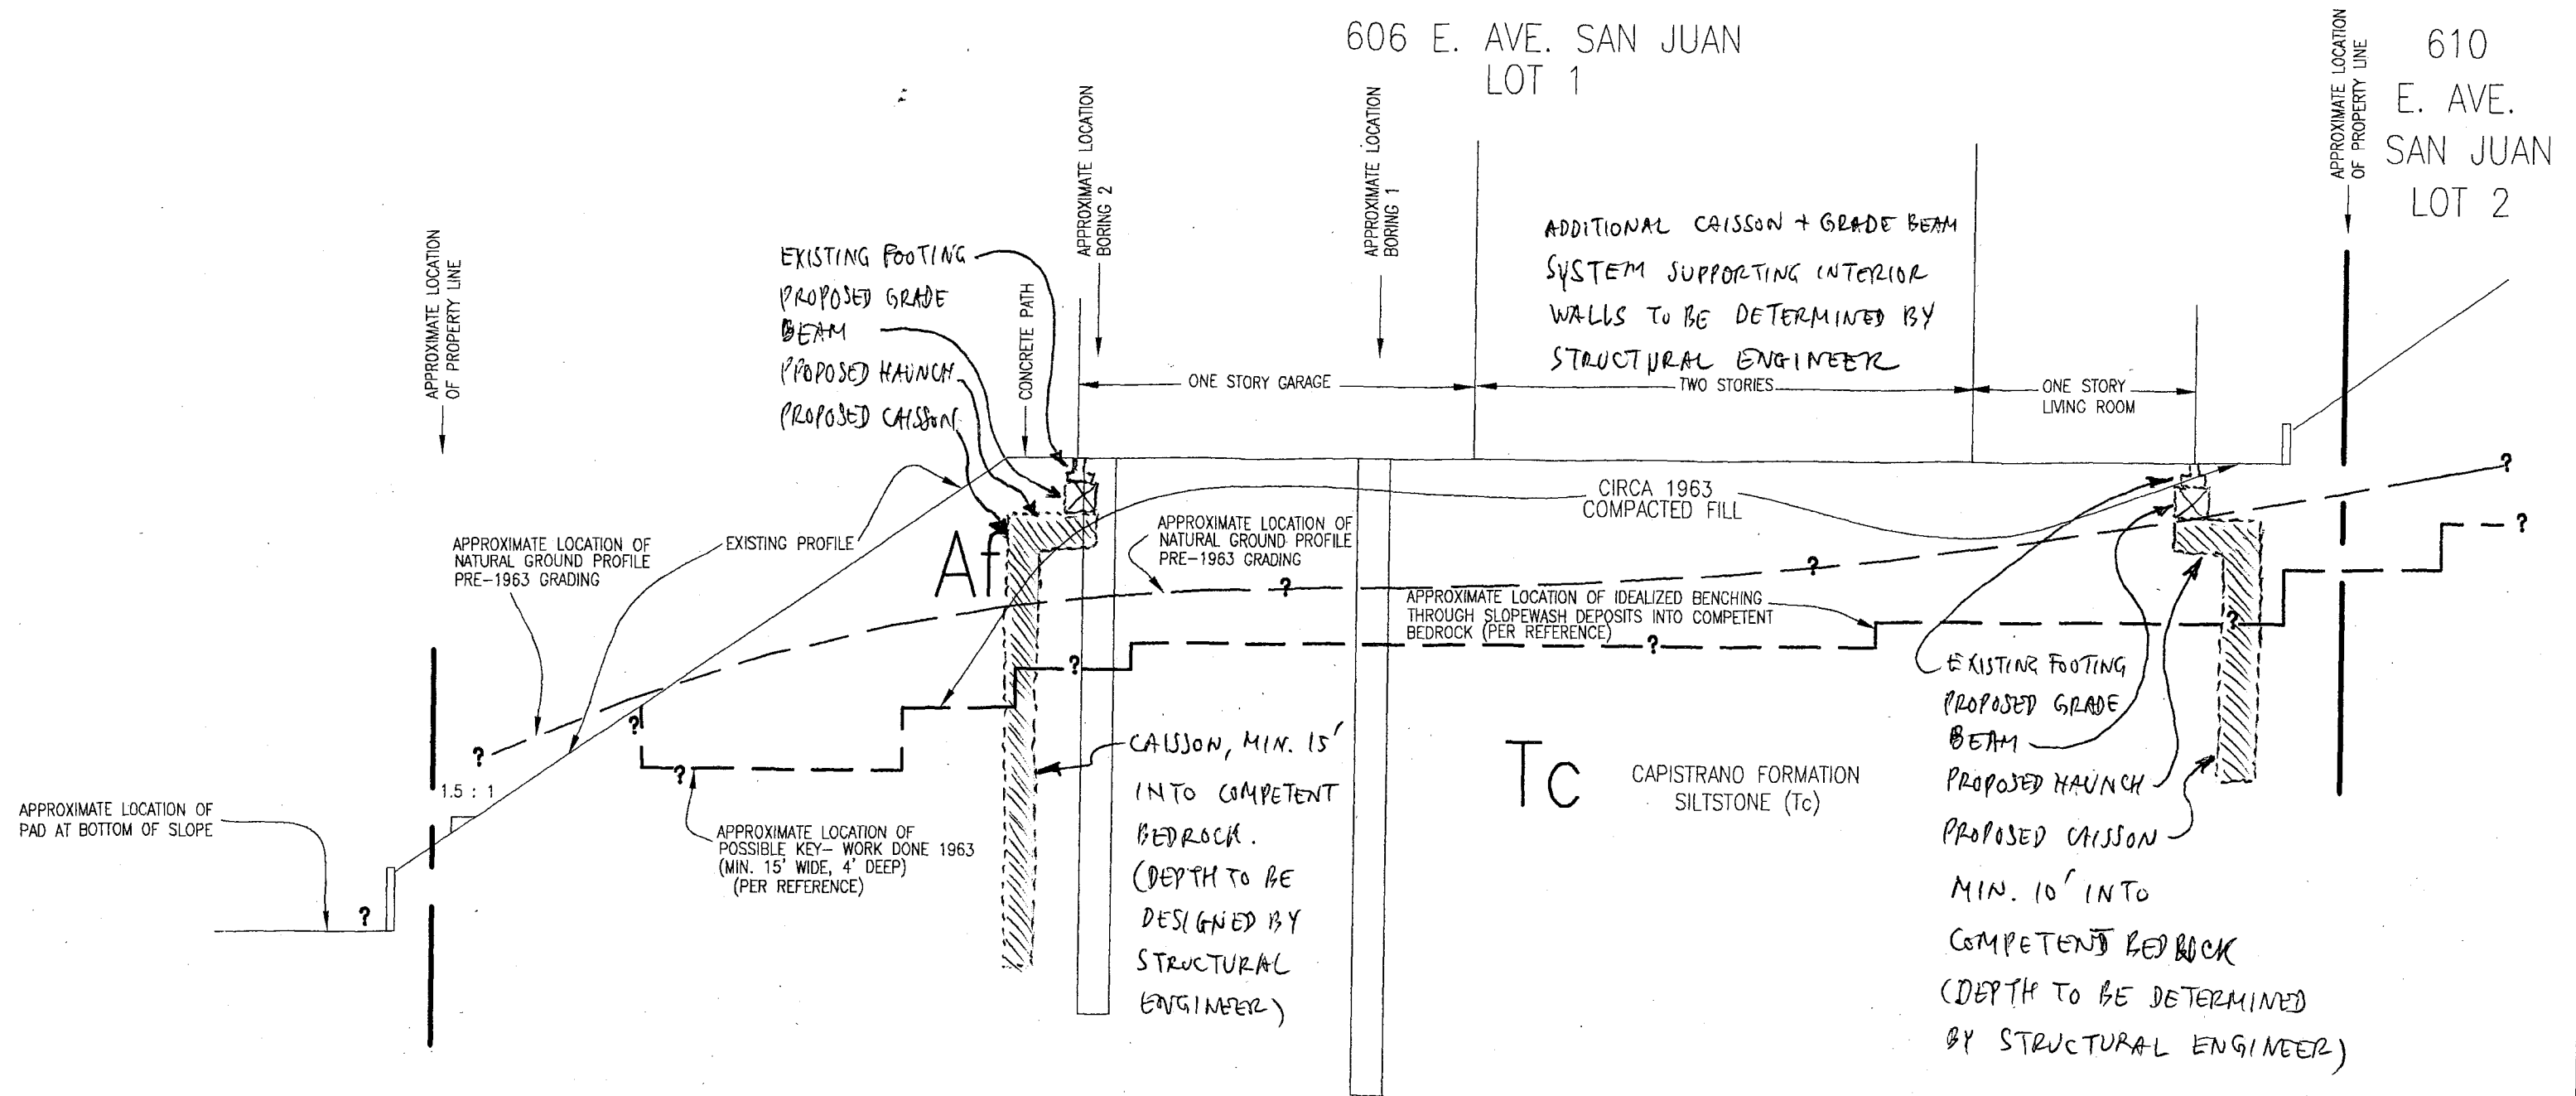 606 E. AVE. SAN JUAN
LOT 1
610
E. AVE.
SAN JUAN
LOT 2
APPROXIMATE LOCATION
OF PROPERTY LINE
APPROXIMATE LOCATION
BORING 2
APPROXIMATE LOCATION
BORING 1
APPROXIMATE LOCATION
OF PROPERTY LINE
EXISTING FOOTING
PROPOSED GRADE
BEAM
PROPOSED HAUNCH
PROPOSED CAISSON
CONCRETE PATH
ADDITIONAL CAISSON + GRADE BEAM
SYSTEM SUPPORTING INTERIOR
WALLS TO BE DETERMINED BY
STRUCTURAL ENGINEER
ONE STORY GARAGE
TWO STORIES
ONE STORY
LIVING ROOM
CIRCA 1963
COMPACTED FILL
APPROXIMATE LOCATION OF
NATURAL GROUND PROFILE
PRE-1963 GRADING
EXISTING PROFILE
Af
APPROXIMATE LOCATION OF
NATURAL GROUND PROFILE
PRE-1963 GRADING
?
?
?
?
APPROXIMATE LOCATION OF IDEALIZED BENCHING
THROUGH SLOPEWASH DEPOSITS INTO COMPETENT
BEDROCK (PER REFERENCE)
?
?
?
?
?
?
1.5 : 1
APPROXIMATE LOCATION OF
PAD AT BOTTOM OF SLOPE
?
APPROXIMATE LOCATION OF
POSSIBLE KEY- WORK DONE 1963
(MIN. 15' WIDE, 4' DEEP)
(PER REFERENCE)
CAISSON, MIN. 15'
INTO COMPETENT
BEDROCK.
(DEPTH TO BE
DESIGNED BY
STRUCTURAL
ENGINEER)
Tc
CAPISTRANO FORMATION
SILTSTONE (Tc)
EXISTING FOOTING
PROPOSED GRADE
BEAM
PROPOSED HAUNCH
PROPOSED CAISSON
MIN. 10' INTO
COMPETENT BEDROCK
(DEPTH TO BE DETERMINED
BY STRUCTURAL ENGINEER)